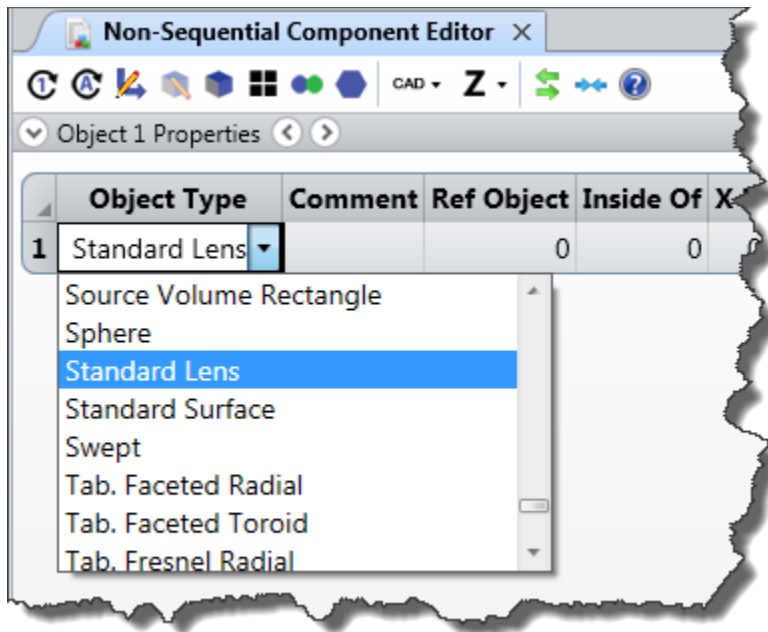 Non-Sequential Component Editor
CAD Z
Object 1 Properties
Object Type Comment Ref Object Inside Of X
1 Standard Lens 0 0
Source Volume Rectangle
Sphere
Standard Lens
Standard Surface
Swept
Tab. Faceted Radial
Tab. Faceted Toroid
Tab. Fresnel Radial